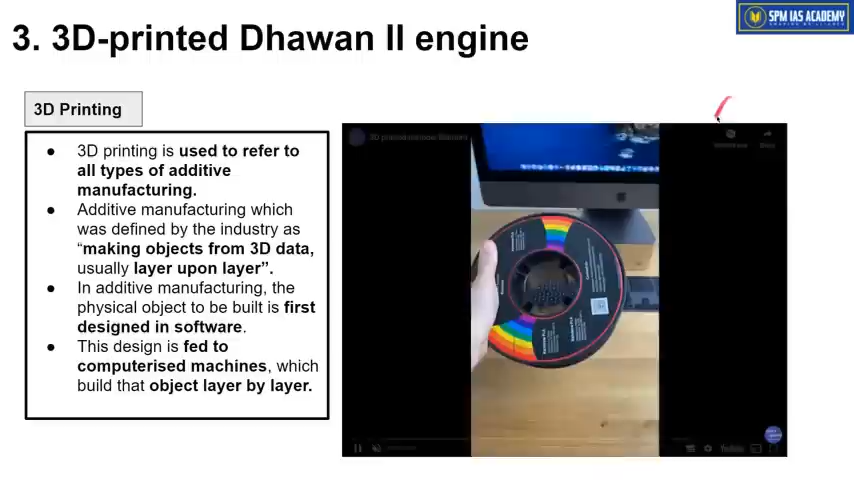 SPM IAS ACADEMY
3. 3D-printed Dhawan II engine
3D Printing
● 3D printing is used to refer to
all types of additive
manufacturing.
● Additive manufacturing which
was defined by the industry as
“making objects from 3D data,
usually layer upon layer”.
● In additive manufacturing, the
physical object to be built is first
designed in software.
● This design is fed to
computerised machines, which
build that object layer by layer.
YouTube